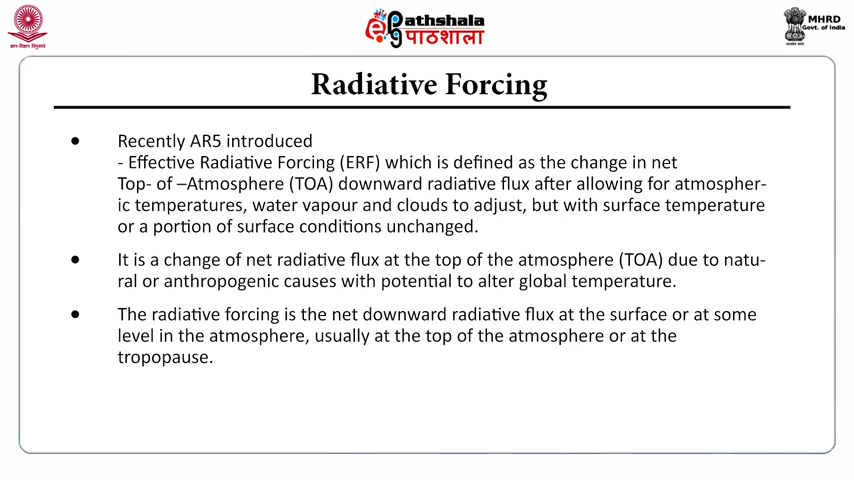 ज्ञान-विज्ञान विमुक्तये
ePathshala
पाठशाला
MHRD
Govt. of India
Radiative Forcing
● Recently AR5 introduced
- Effective Radiative Forcing (ERF) which is defined as the change in net
Top- of –Atmosphere (TOA) downward radiative flux after allowing for atmospher-
ic temperatures, water vapour and clouds to adjust, but with surface temperature
or a portion of surface conditions unchanged.
● It is a change of net radiative flux at the top of the atmosphere (TOA) due to natu-
ral or anthropogenic causes with potential to alter global temperature.
● The radiative forcing is the net downward radiative flux at the surface or at some
level in the atmosphere, usually at the top of the atmosphere or at the
tropopause.